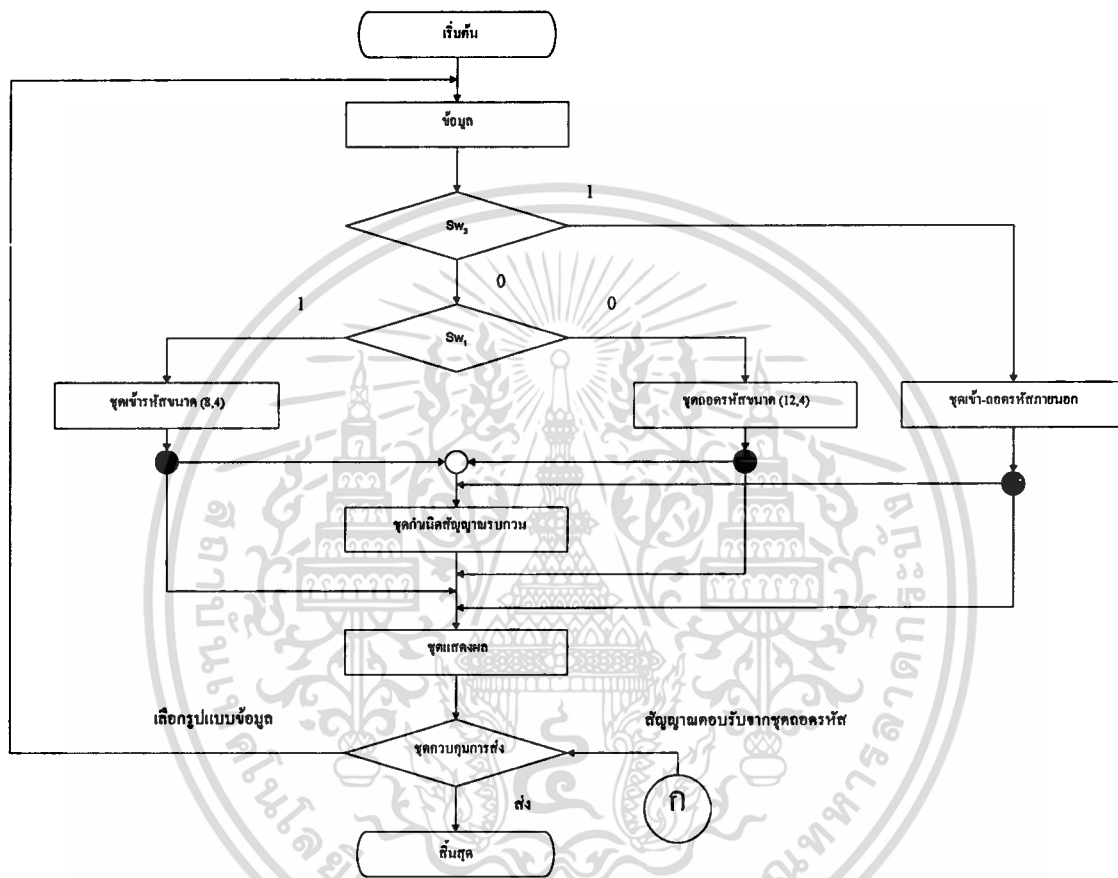 เริ่มต้น
ข้อมูล
1
Sw₃
0
1
0
Sw₁
ชุดเข้ารหัสขนาด (8,4)
ชุดถอดรหัสขนาด (12,4)
ชุดเข้า-ถอดรหัสภายนอก
ชุดกำเนิดสัญญาณรบกวน
ชุดแสดงผล
เลือกรูปแบบข้อมูล
สัญญาณตอบรับจากชุดถอดรหัส
ชุดควบคุมการส่ง
ก
ส่ง
สิ้นสุด